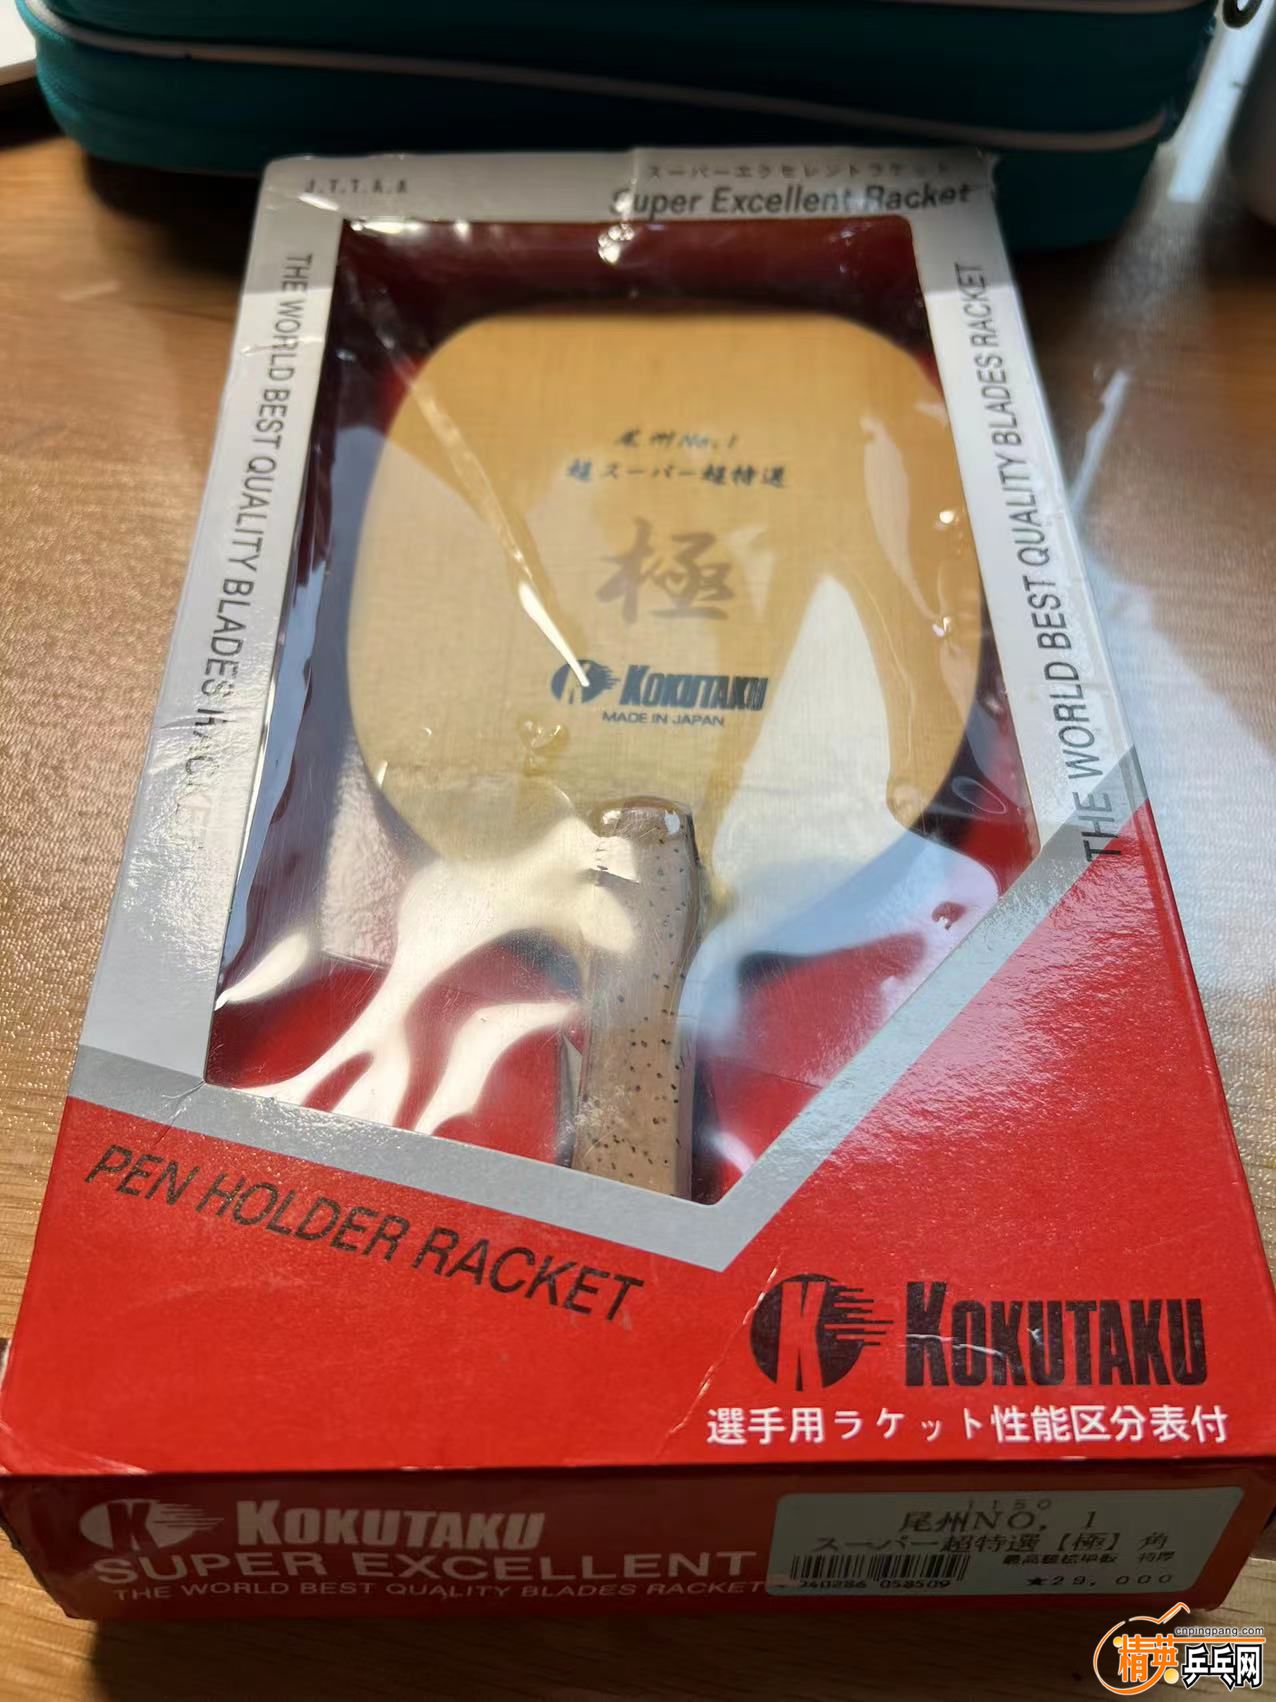 J.T.T.A.A
スーパーエクセレントラケット
Super Excellent Racket
THE WORLD BEST QUALITY BLADES RACKET
THE WORLD BEST QUALITY BLADES RACKET
尾州No.1
超スーパー超特選
極
KOKUTAKU
MADE IN JAPAN
PEN HOLDER RACKET
KOKUTAKU
選手用ラケット性能区分表付
KOKUTAKU
SUPER EXCELLENT
THE WORLD BEST QUALITY BLADES RACKET
1150
尾州NO. 1
スーパー超特選【極】 角
特厚
058509
★29,000
cnpingpang.com
精英乒乓网